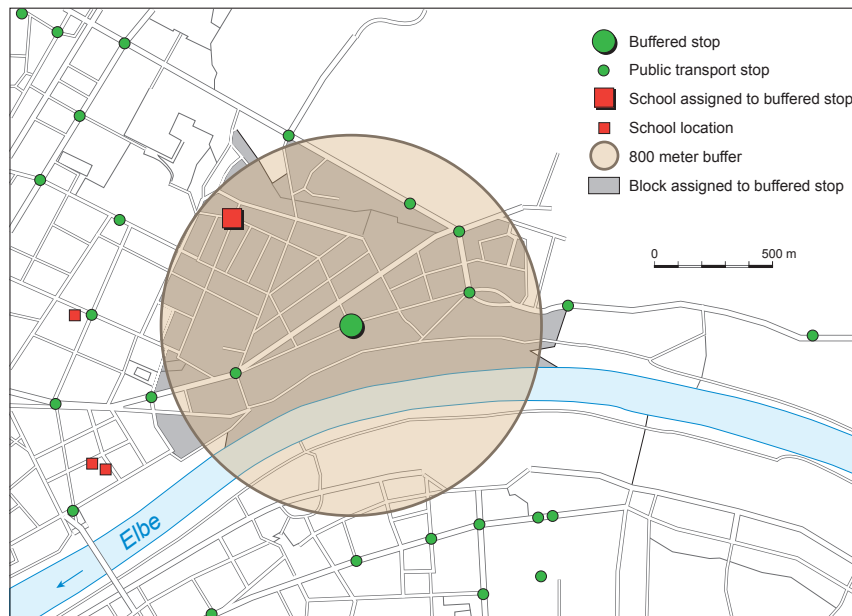 Buffered stop
Public transport stop
School assigned to buffered stop
School location
800 meter buffer
Block assigned to buffered stop
0 500 m
Elbe